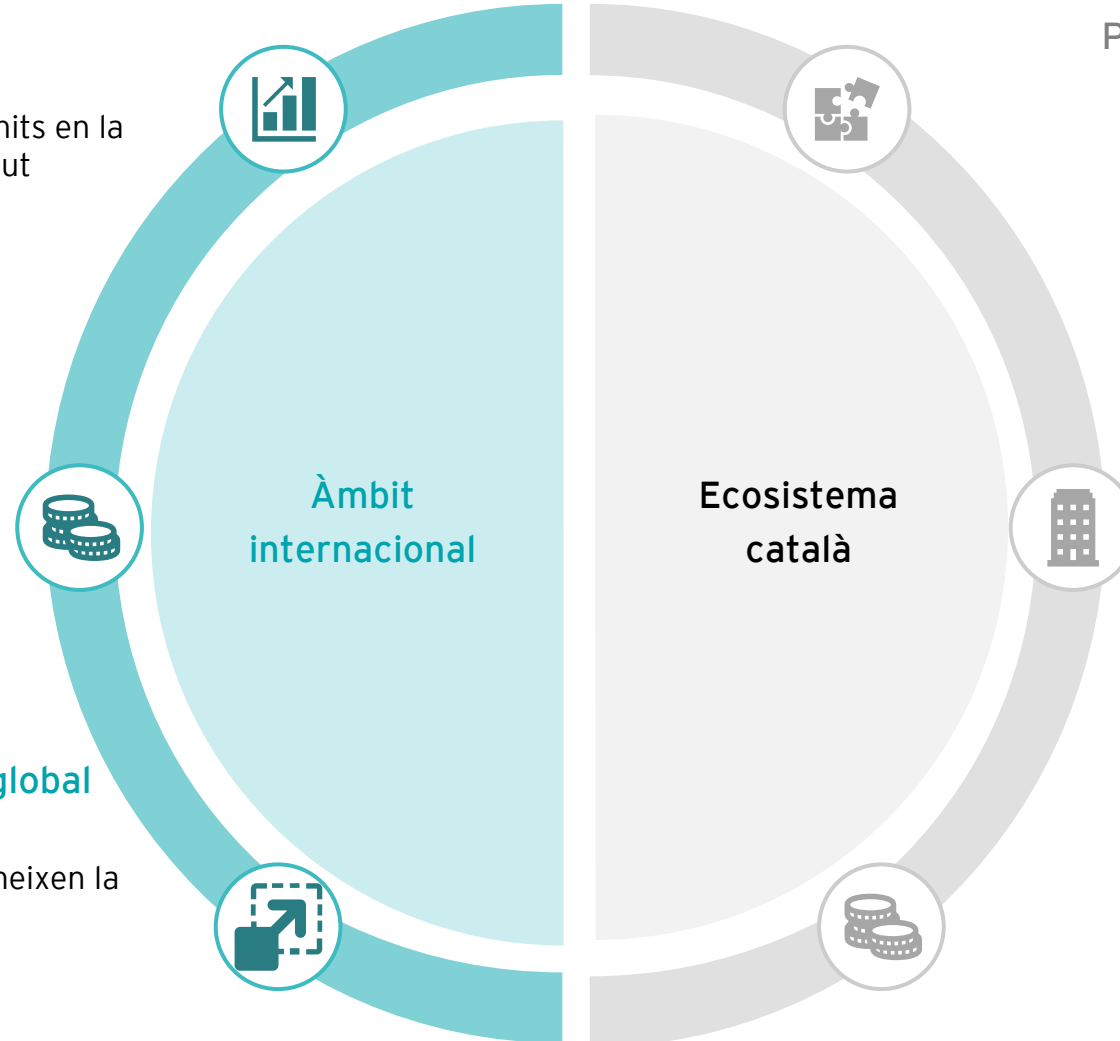 P
nits en la
ut
Àmbit
internacional
Ecosistema
català
global
neixen la